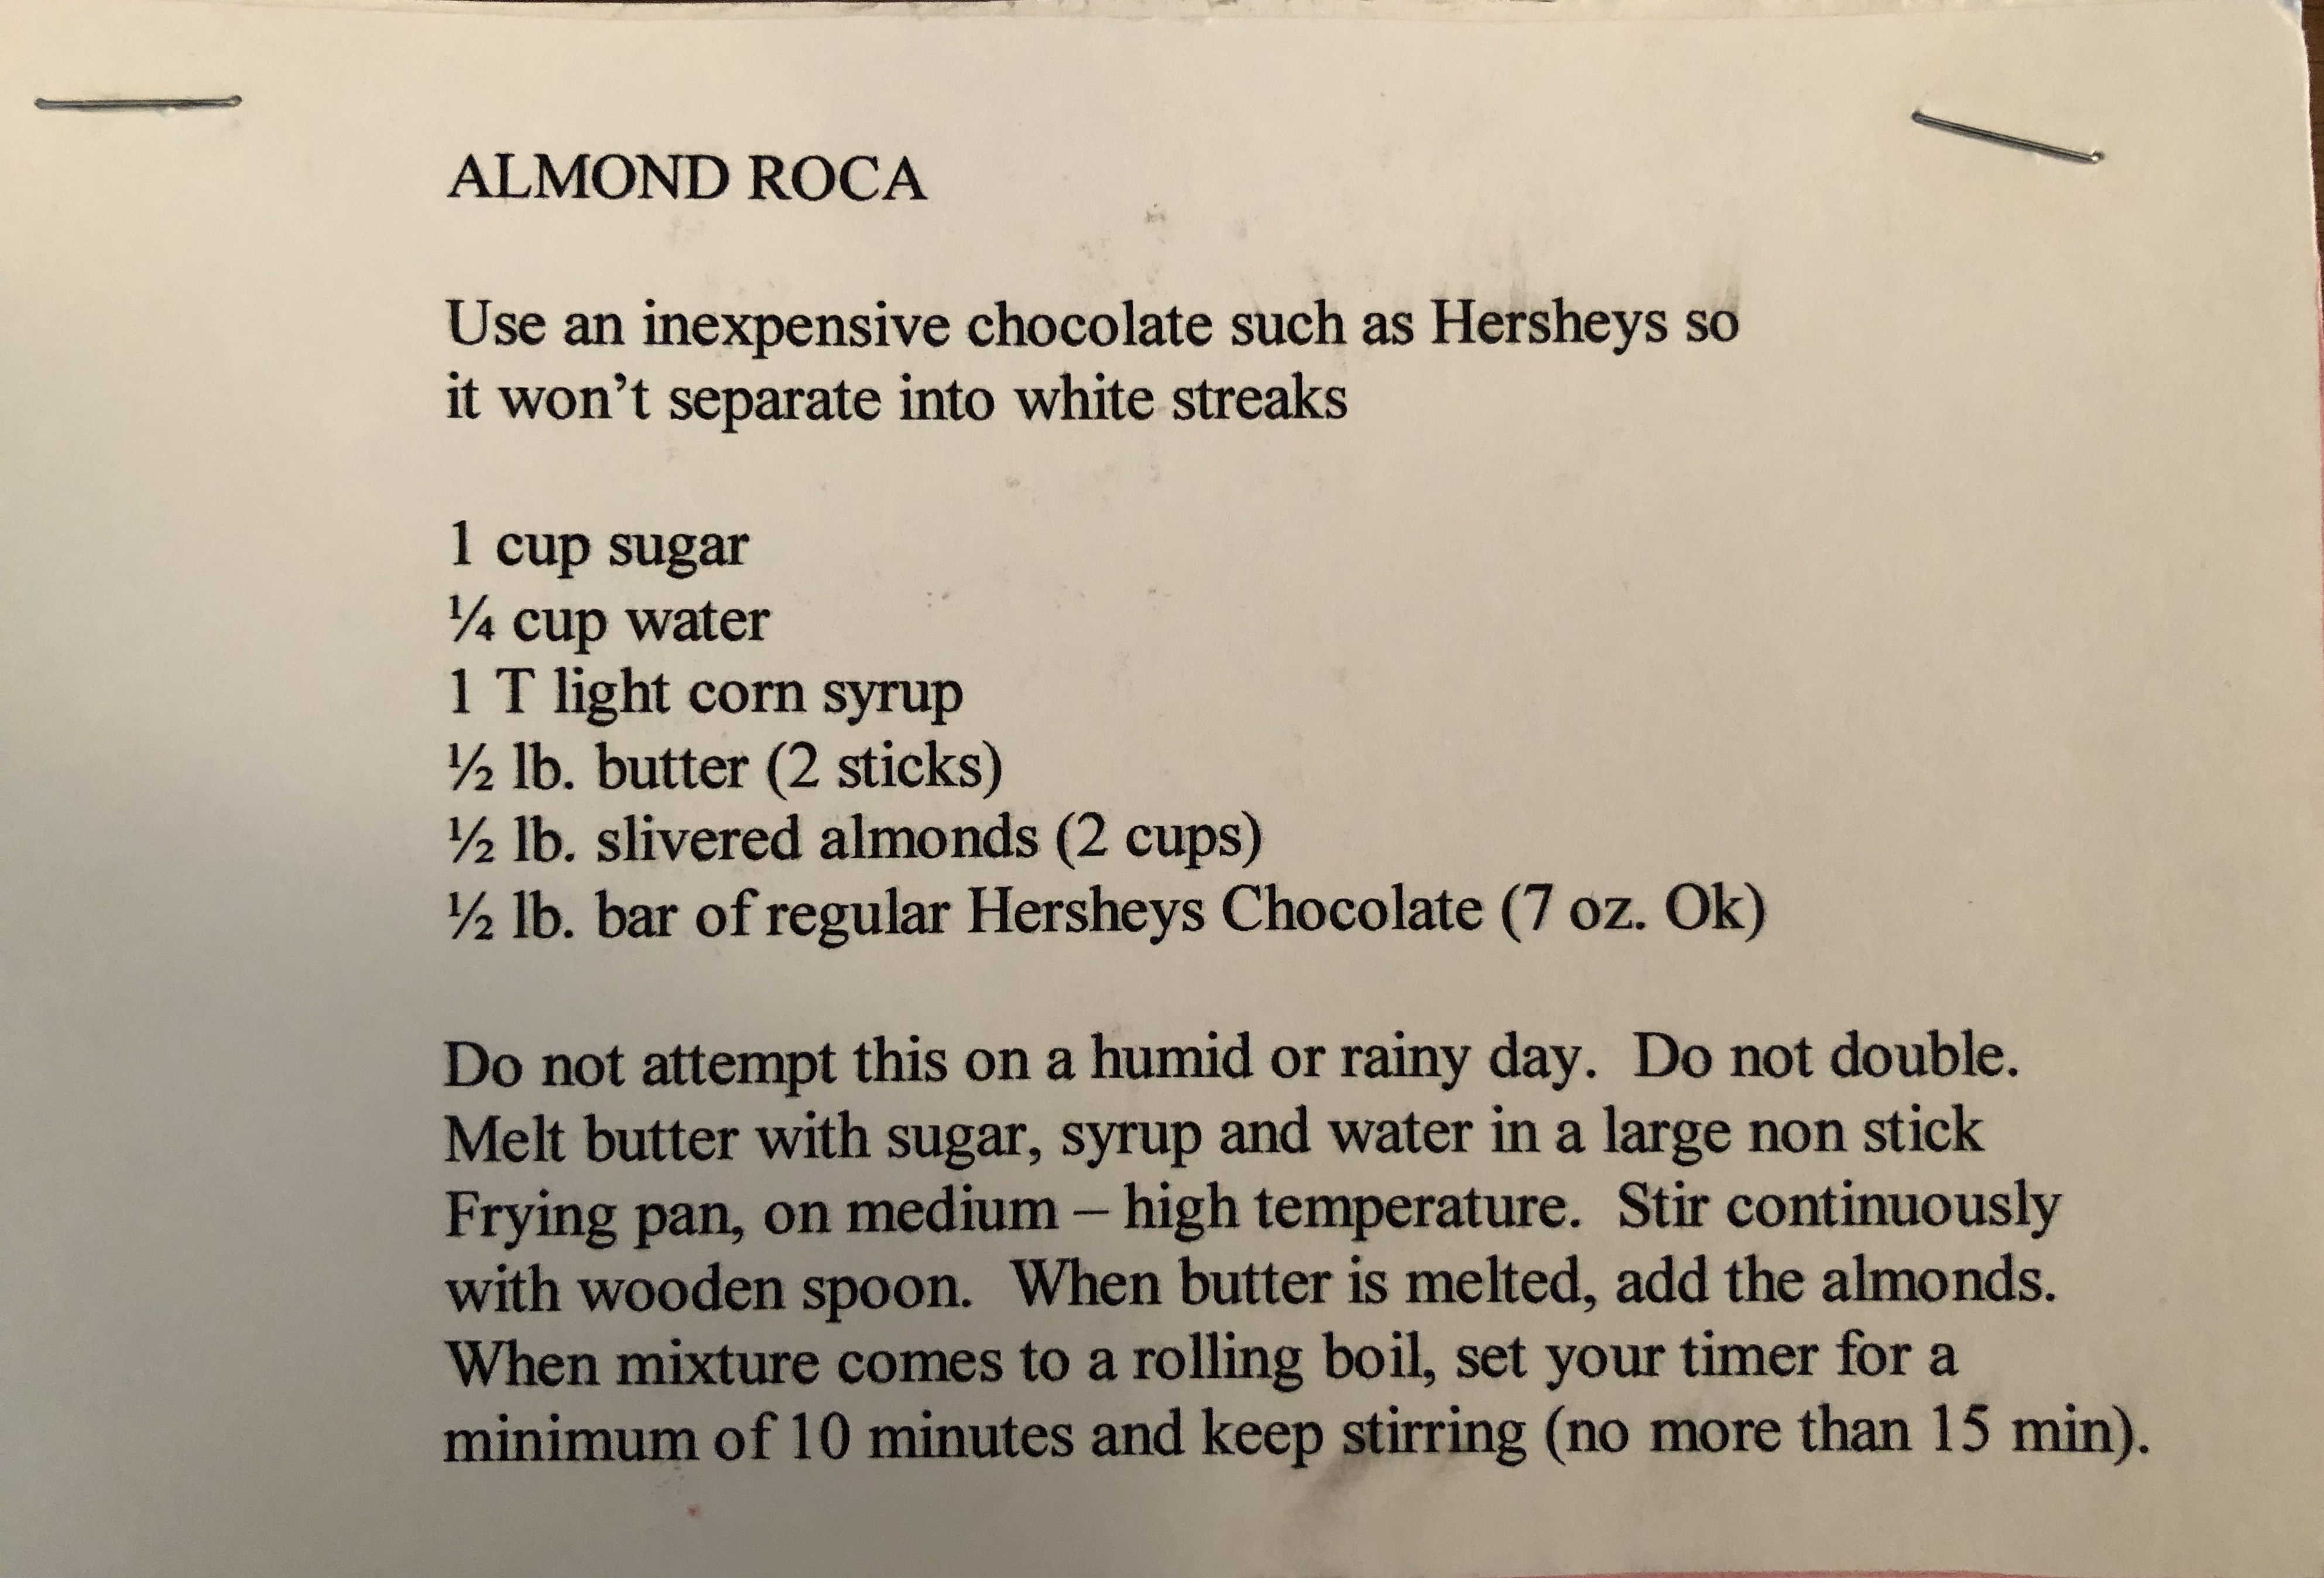 ALMOND ROCA
Use an inexpensive chocolate such as Hersheys so
it won’t separate into white streaks
1 cup sugar
¼ cup water
1 T light corn syrup
½ lb. butter (2 sticks)
½ lb. slivered almonds (2 cups)
½ lb. bar of regular Hersheys Chocolate (7 oz. Ok)
Do not attempt this on a humid or rainy day.  Do not double.
Melt butter with sugar, syrup and water in a large non stick
Frying pan, on medium – high temperature.  Stir continuously
with wooden spoon.  When butter is melted, add the almonds.
When mixture comes to a rolling boil, set your timer for a
minimum of 10 minutes and keep stirring (no more than 15 min).